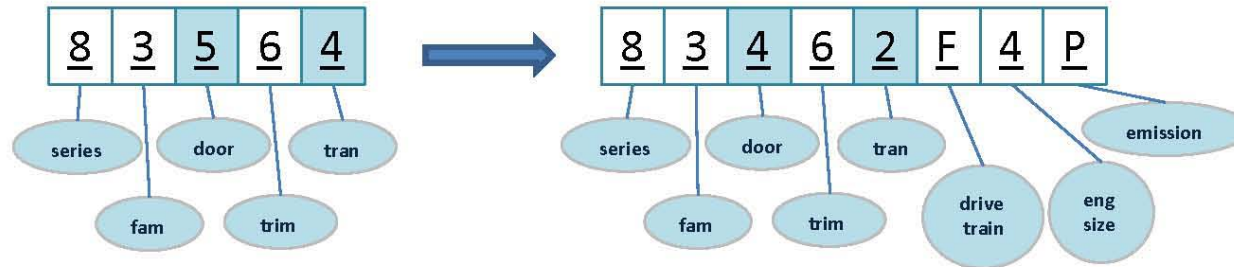 8 3 5 6 4
8 3 4 6 2 F 4 P
series door tran
fam trim
series door tran emission
fam trim drive train eng size